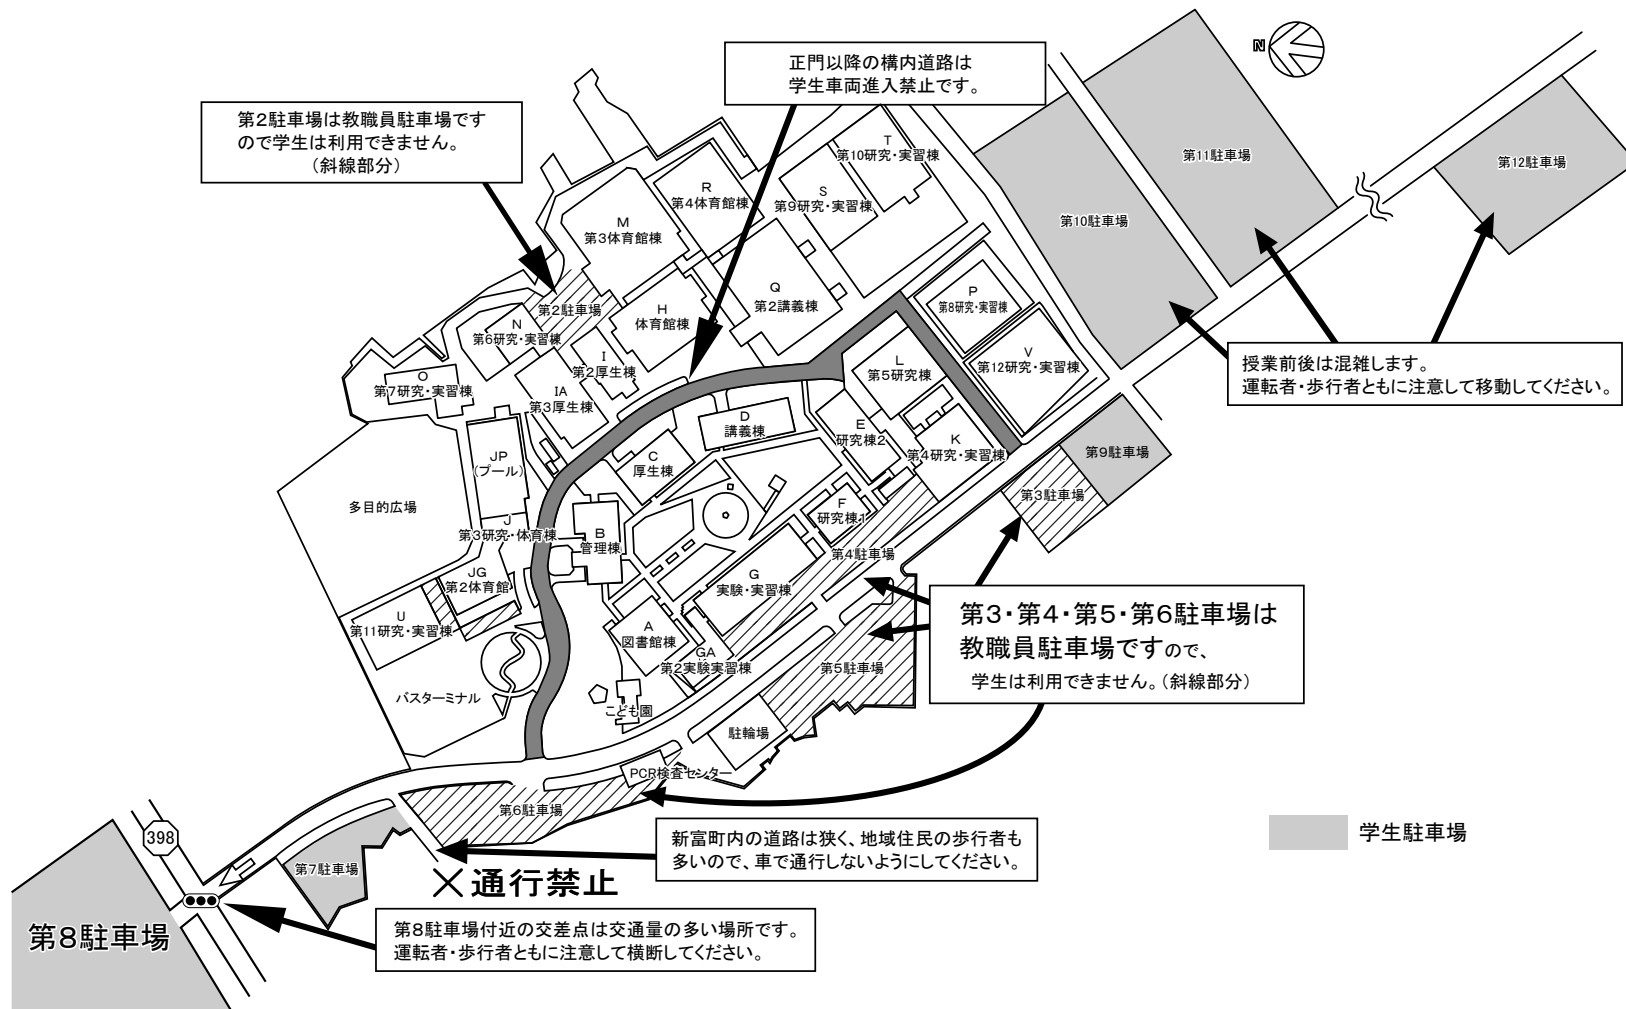 正門以降の構内道路は
学生車両進入禁止です。
第2駐車場は教職員駐車場です
ので学生は利用できません。
(斜線部分)
N
T
第10研究・実習棟
第11駐車場
第12駐車場
R
第4体育館棟
S
第9研究・実習棟
M
第3体育館棟
第10駐車場
Q
第2講義棟
P
第8研究・実習棟
第2駐車場
H
体育館棟
N
第6研究・実習棟
I
第2厚生棟
L
第5研究棟
V
第12研究・実習棟
授業前後は混雑します。
運転者・歩行者ともに注意して移動してください。
O
第7研究・実習棟
IA
第3厚生棟
D
講義棟
E
研究棟2
K
第4研究・実習棟
第9駐車場
JP
(プール)
C
厚生棟
第3駐車場
多目的広場
J
第3研究・体育棟
B
管理棟
F
研究棟1
第4駐車場
JG
第2体育館
G
実験・実習棟
第3・第4・第5・第6駐車場は
教職員駐車場ですので、
学生は利用できません。(斜線部分)
U
第11研究・実習棟
A
図書館棟
GA
第2実験実習棟
第5駐車場
バスターミナル
こども園
駐輪場
PCR検査センター
第6駐車場
398
新富町内の道路は狭く、地域住民の歩行者も
多いので、車で通行しないようにしてください。
学生駐車場
第7駐車場
×通行禁止
第8駐車場
第8駐車場付近の交差点は交通量の多い場所です。
運転者・歩行者ともに注意して横断してください。